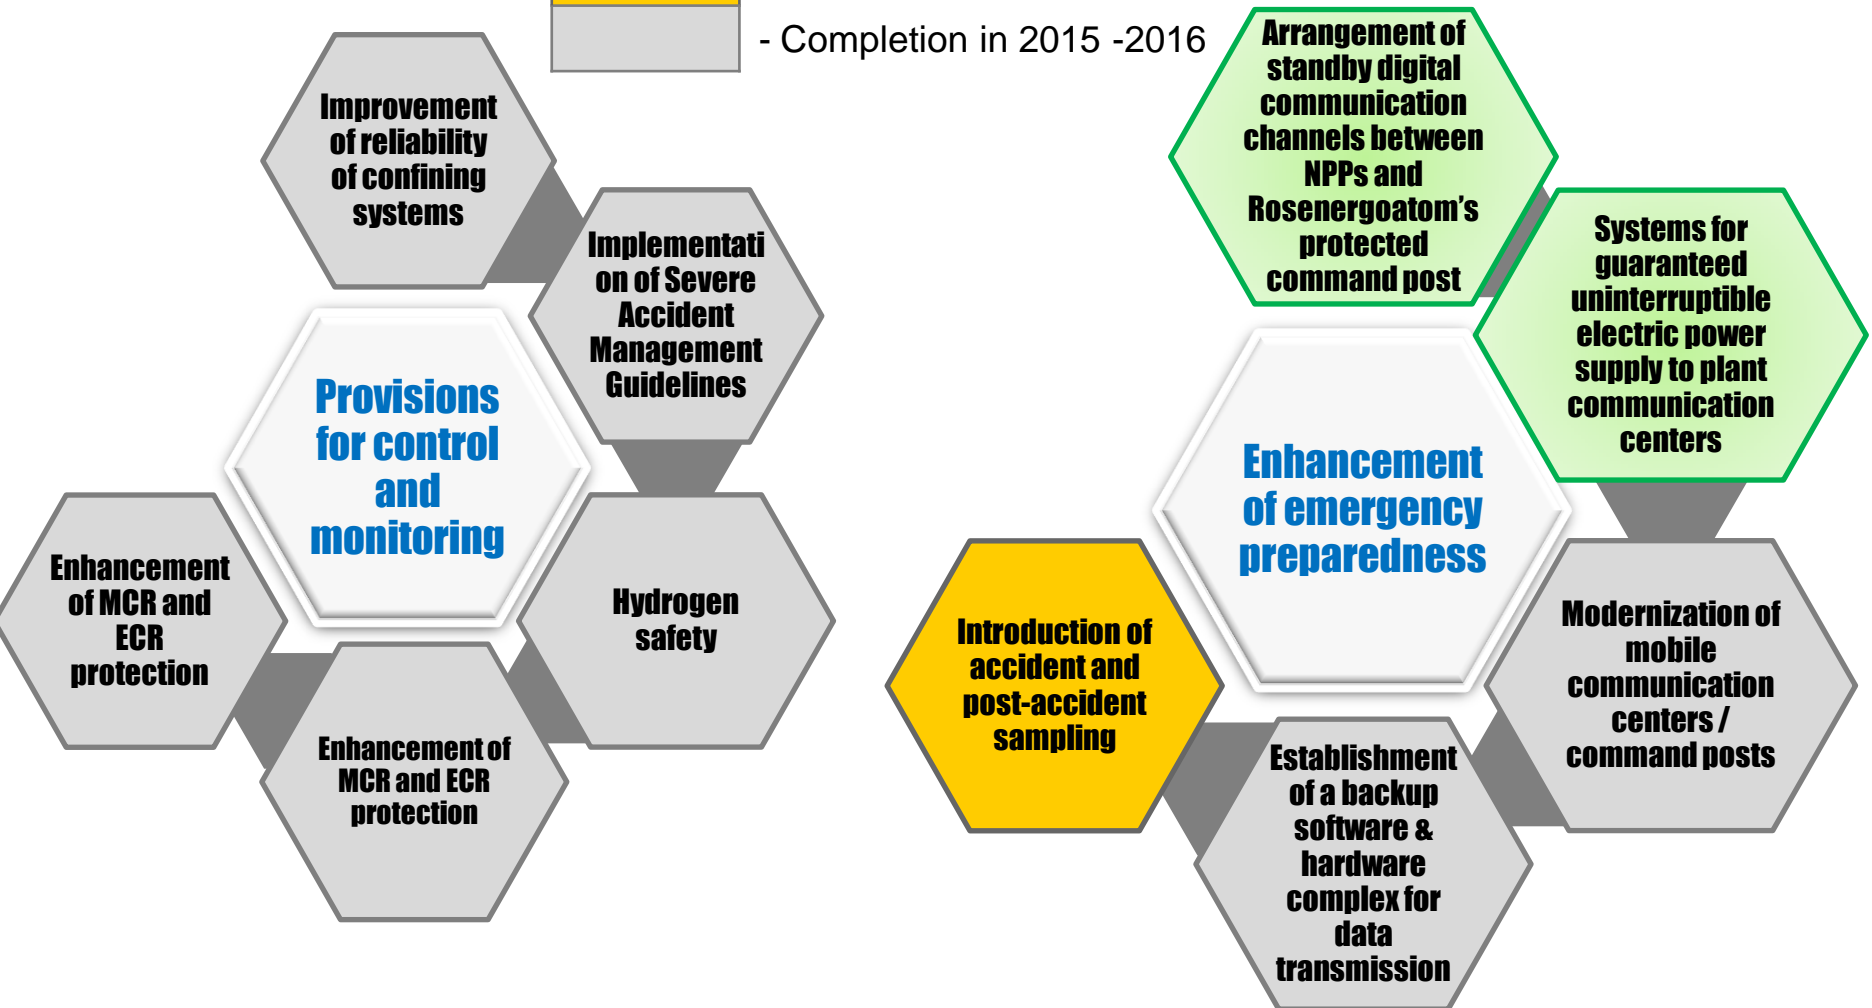 - Completion in 2015 -2016
Improvement
of reliability
of confining
systems
Implementati
on of Severe
Accident
Management
Guidelines
Provisions
for control
and
monitoring
Hydrogen
safety
Enhancement of
MCR and ECR
protection
Enhancement
of MCR and
ECR
protection
Arrangement of
standby digital
communication
channels between
NPPs and
Rosenergoatom’s
protected
command post
Systems for
guaranteed
uninterruptible
electric power
supply to plant
communication
centers
Enhancement
of emergency
preparedness
Modernization of
mobile
communication
centers /
command posts
Establishment
of a backup
software &
hardware
complex for
data
transmission
Introduction of
accident and
post-accident
sampling